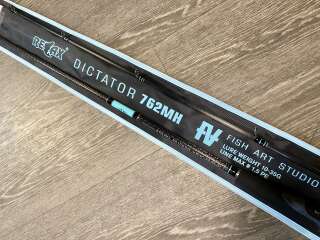 RELAX
DICTATOR 762MH
FISH ART STUDIO
LURE WEIGHT 10-35G
LINE MAX # 1.5 PE